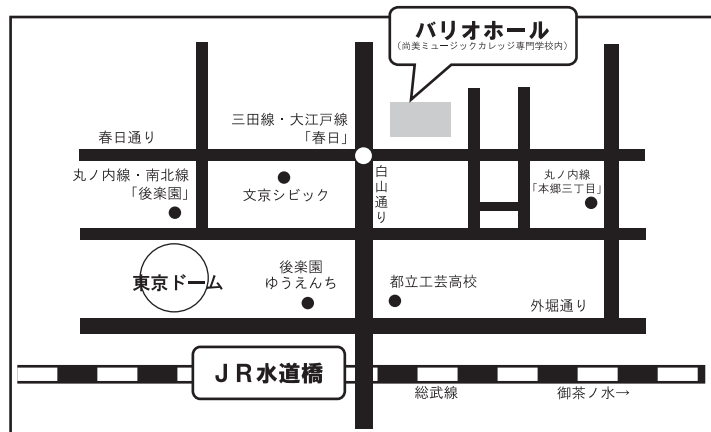 バリオホール
(尚美ミュージックカレッジ専門学校内)
三田線・大江戸線
「春日」
春日通り
丸ノ内線・南北線
「後楽園」
文京シビック
白山通り
丸ノ内線
「本郷三丁目」
東京ドーム
後楽園
ゆうえんち
都立工芸高校
外堀通り
JR水道橋
総武線
御茶ノ水→